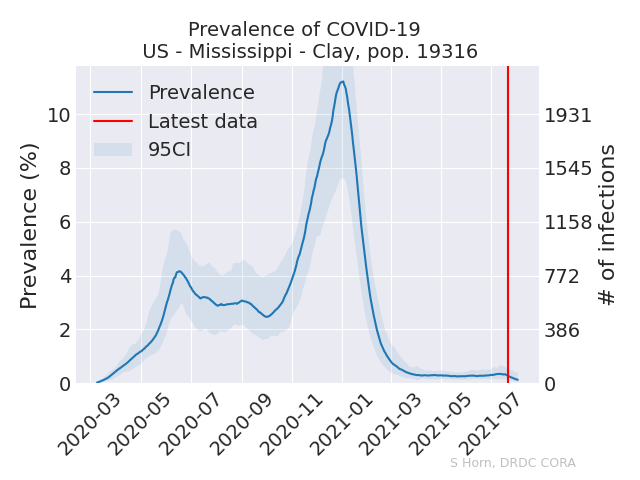 Prevalence of COVID-19
US - Mississippi - Clay, pop. 19316
Prevalence
Latest data
95CI
Prevalence (%)
10
8
6
4
2
0
1931
1545
1158
772
386
0
# of infections
2020-03
2020-05
2020-07
2020-09
2020-11
2021-01
2021-03
2021-05
2021-07
S Horn, DRDC CORA